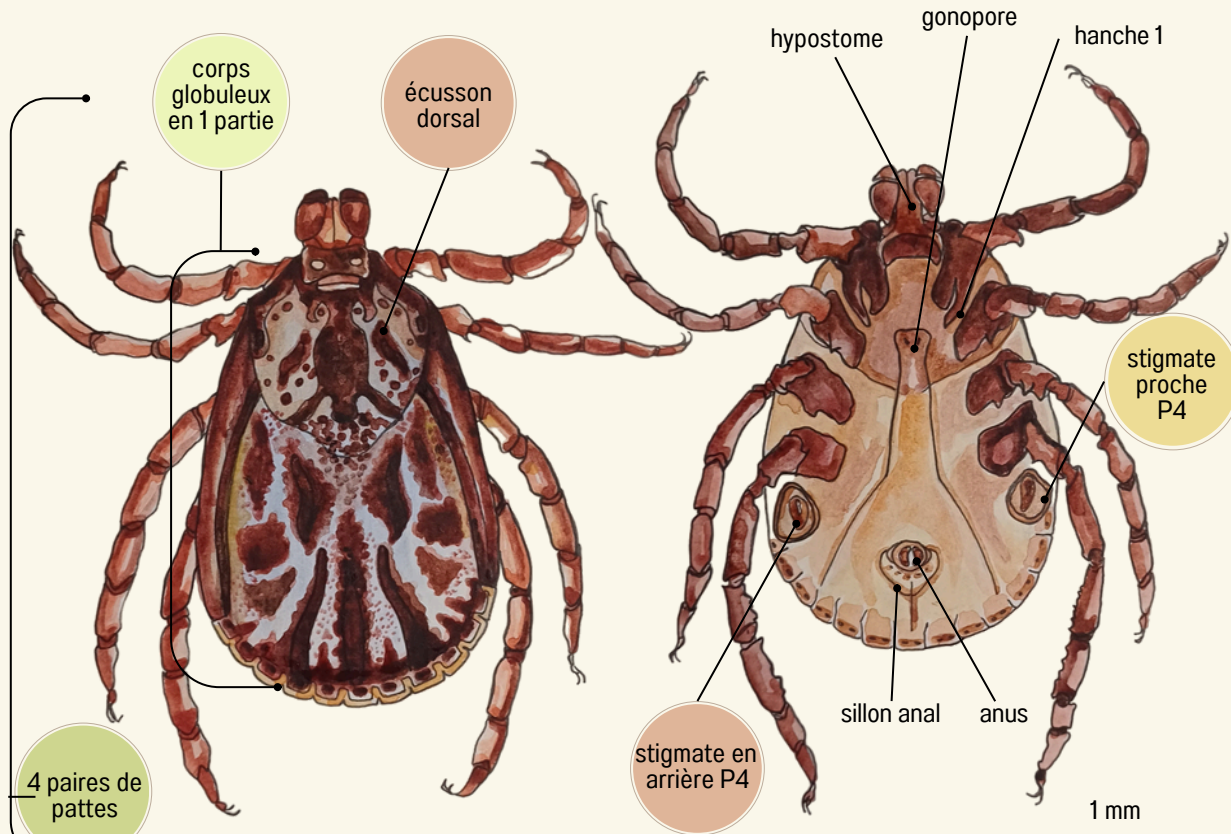 corps
globuleux
en 1 partie
écusson
dorsal
hypostome
gonopore
hanche 1
stigmate
proche
P4
sillon anal
anus
stigmate en
arrière P4
4 paires de
pattes
1 mm